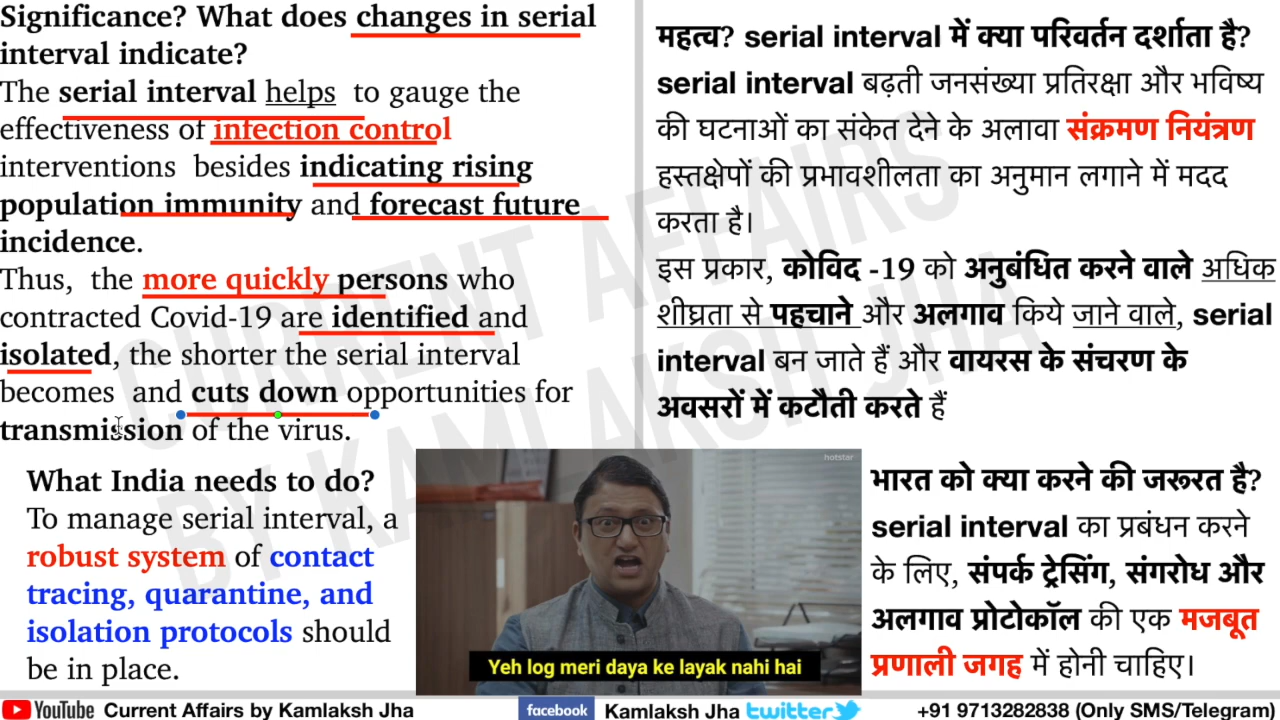 Significance? What does changes in serial
interval indicate?
The serial interval helps to gauge the
effectiveness of infection control
interventions besides indicating rising
population immunity and forecast future
incidence.
Thus, the more quickly persons who
contracted Covid-19 are identified and
isolated, the shorter the serial interval
becomes and cuts down opportunities for
transmission of the virus.
What India needs to do?
To manage serial interval, a
robust system of contact
tracing, quarantine, and
isolation protocols should
be in place.
महत्व? serial interval में क्या परिवर्तन दर्शाता है?
serial interval बढ़ती जनसंख्या प्रतिरक्षा और भविष्य
की घटनाओं का संकेत देने के अलावा संक्रमण नियंत्रण
हस्तक्षेपों की प्रभावशीलता का अनुमान लगाने में मदद
करता है।
इस प्रकार, कोविद -19 को अनुबंधित करने वाले अधिक
शीघ्रता से पहचाने और अलगाव किये जाने वाले, serial
interval बन जाते हैं और वायरस के संचरण के
अवसरों में कटौती करते हैं
hotstar
Yeh log meri daya ke layak nahi hai
भारत को क्या करने की जरूरत है?
serial interval का प्रबंधन करने
के लिए, संपर्क ट्रेसिंग, संगरोध और
अलगाव प्रोटोकॉल की एक मजबूत
प्रणाली जगह में होनी चाहिए।
CURRENT AFFAIRS
BY KAMLAKSH JHA
YouTube Current Affairs by Kamlaksh Jha facebook Kamlaksh Jha twitter +91 9713282838 (Only SMS/Telegram)